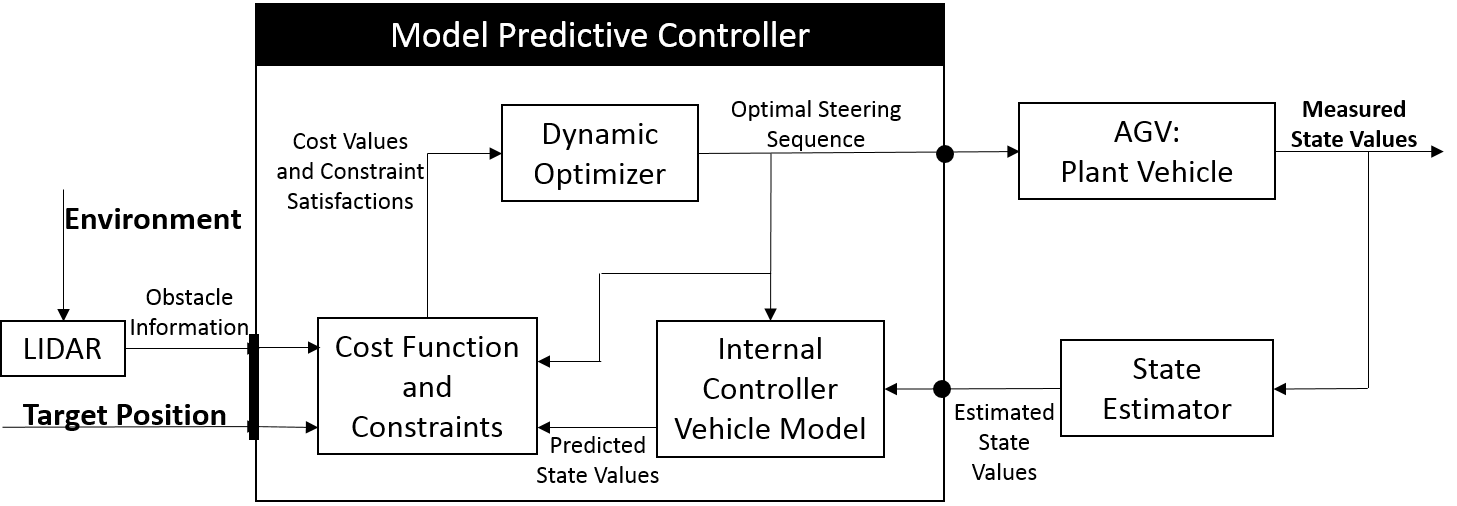 Model Predictive Controller
Optimal Steering
Sequence
Measured
State Values
Cost Values
and Constraint
Satisfactions
Dynamic
Optimizer
AGV:
Plant Vehicle
Environment
Obstacle
Information
LIDAR
Target Position
Cost Function
and
Constraints
Internal
Controller
Vehicle Model
State
Estimator
Predicted
State Values
Estimated
State
Values